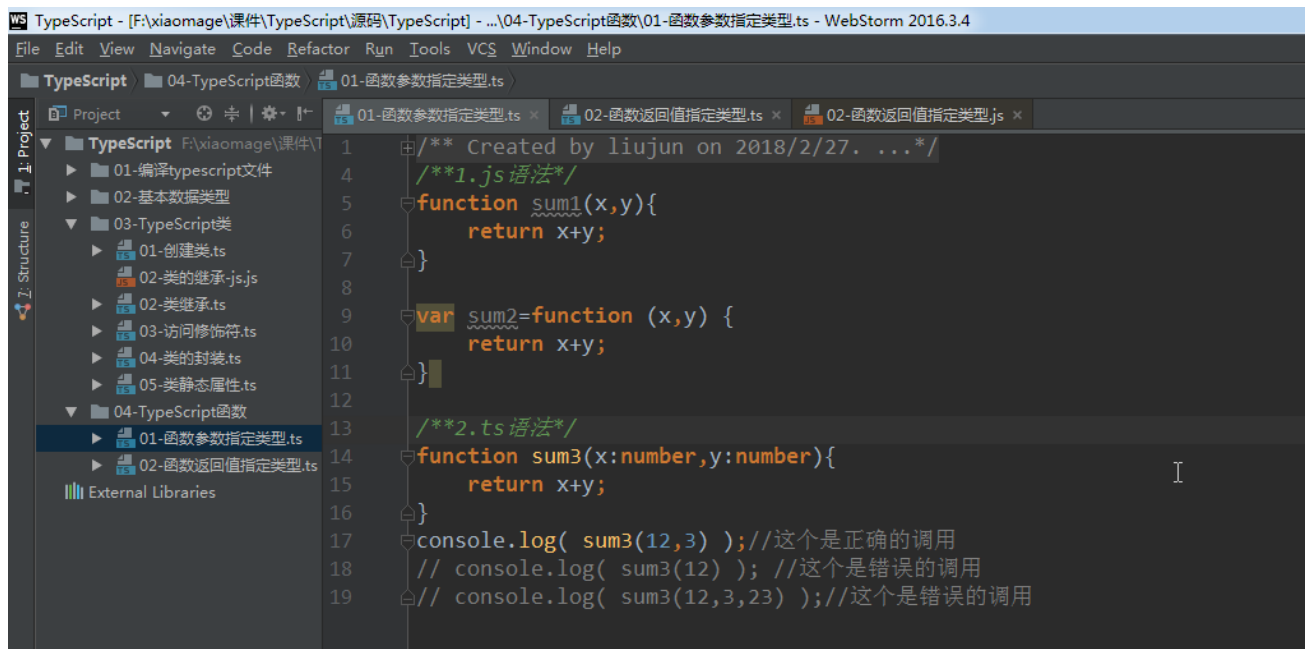 WS TypeScript - [F:\xiaomage\课件\TypeScript\源码\TypeScript] - ...\04-TypeScript函数\01-函数参数指定类型.ts - WebStorm 2016.3.4
File Edit View Navigate Code Refactor Run Tools VCS Window Help
TypeScript 04-TypeScript函数 01-函数参数指定类型.ts
1: Project
7: Structure
Project
TypeScript F:\xiaomage\课件\T
01-编译typescript文件
02-基本数据类型
03-TypeScript类
01-创建类.ts
02-类的继承-js.js
02-类继承.ts
03-访问修饰符.ts
04-类的封装.ts
05-类静态属性.ts
04-TypeScript函数
01-函数参数指定类型.ts
02-函数返回值指定类型.ts
External Libraries
01-函数参数指定类型.ts × 02-函数返回值指定类型.ts × 02-函数返回值指定类型.js ×
1 /** Created by liujun on 2018/2/27. ...*/
4 /**1.js语法*/
5 function sum1(x,y){
6 return x+y;
7 }
8
9 var sum2=function (x,y) {
10 return x+y;
11 }
12
13 /**2.ts语法*/
14 function sum3(x:number,y:number){
15 return x+y;
16 }
17 console.log( sum3(12,3) );//这个是正确的调用
18 // console.log( sum3(12) ); //这个是错误的调用
19 // console.log( sum3(12,3,23) );//这个是错误的调用